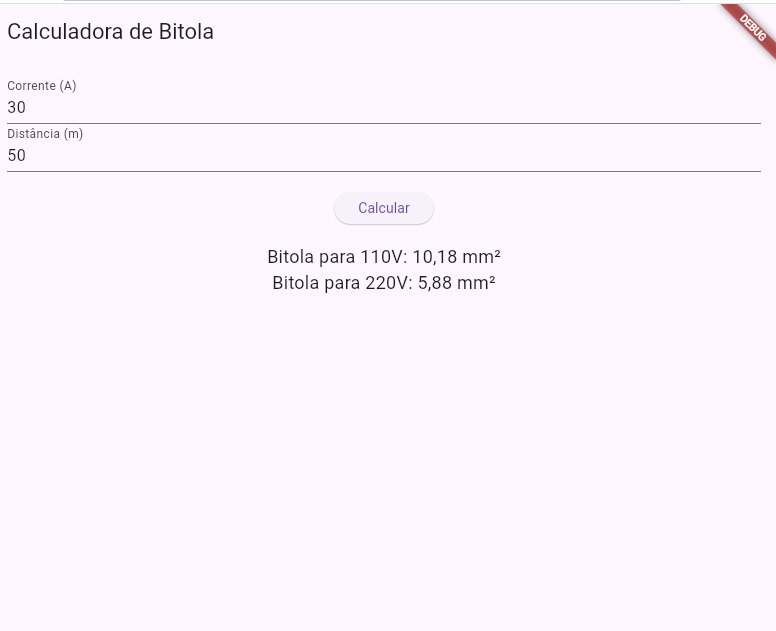 DEBUG
Calculadora de Bitola
Corrente (A)
30
Distância (m)
50
Calcular
Bitola para 110V: 10,18 mm²
Bitola para 220V: 5,88 mm²